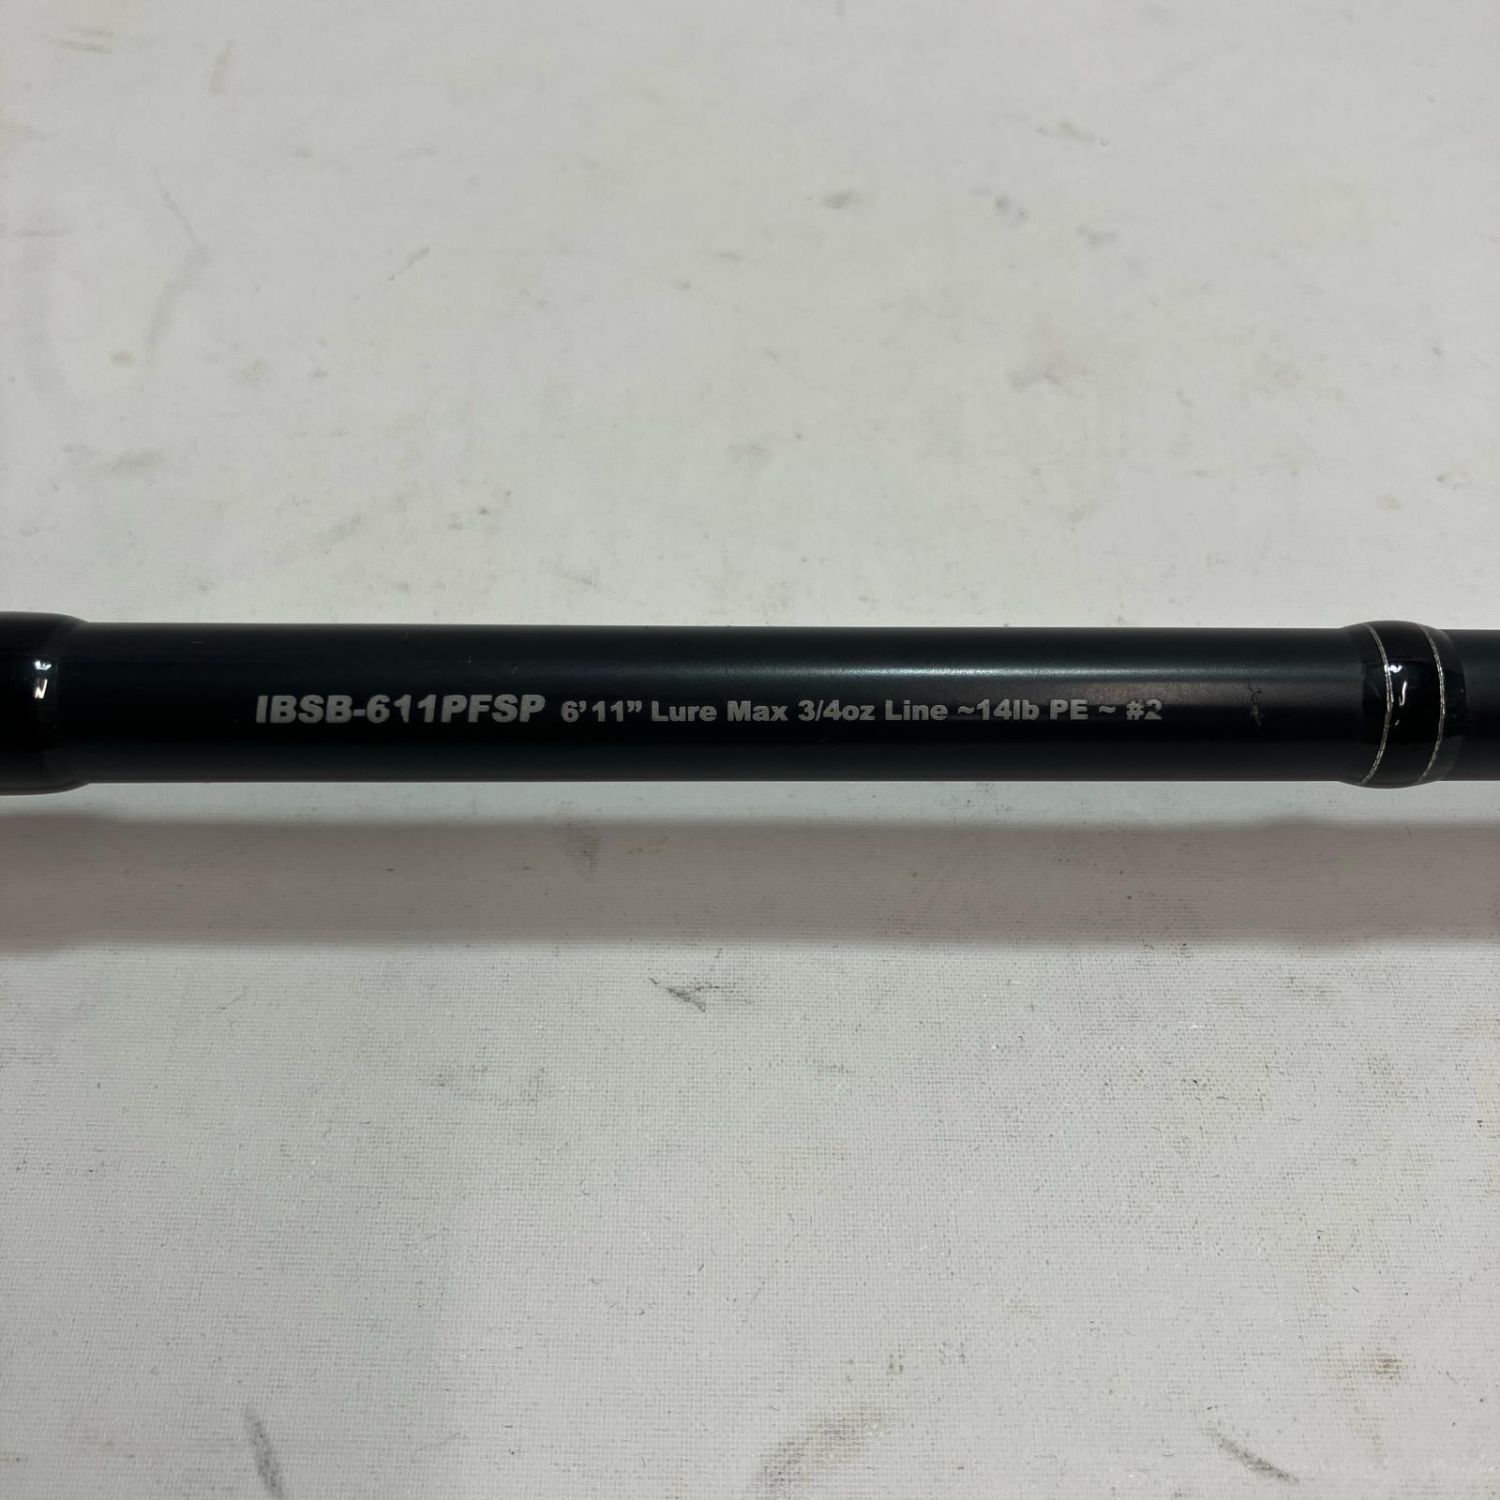 IBSB-611PFSP 6'11” Lure Max 3/4oz Line ~14lb PE ~ #2